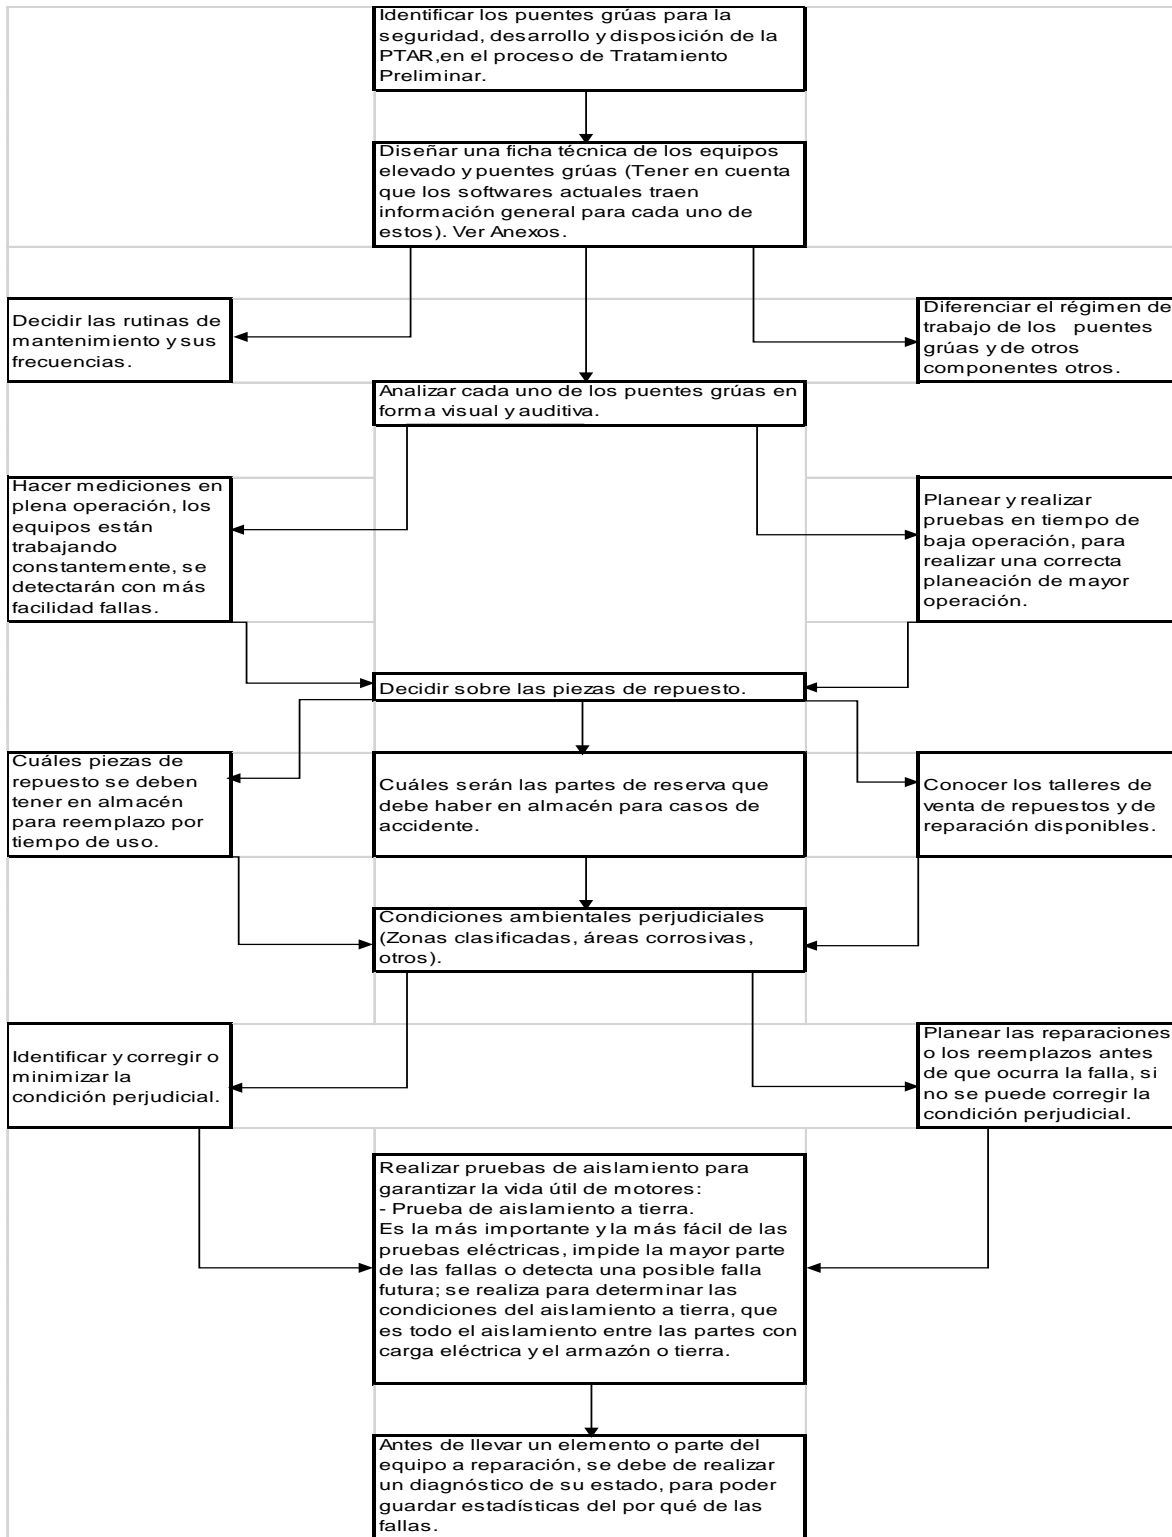 Identificar los puentes grúas para la
seguridad, desarrollo y disposición de la
PTAR,en el proceso de Tratamiento
Preliminar.
Diseñar una ficha técnica de los equipos
elevado y puentes grúas (Tener en cuenta
que los softwares actuales traen
información general para cada uno de
estos). Ver Anexos.
Decidir las rutinas de
mantenimiento y sus
frecuencias.
Diferenciar el régimen de
trabajo de los puentes
grúas y de otros
componentes otros.
Analizar cada uno de los puentes grúas en
forma visual y auditiva.
Hacer mediciones en
plena operación, los
equipos están
trabajando
constantemente, se
detectarán con más
facilidad fallas.
Planear y realizar
pruebas en tiempo de
baja operación, para
realizar una correcta
planeación de mayor
operación.
Decidir sobre las piezas de repuesto.
Cuáles piezas de
repuesto se deben
tener en almacén
para reemplazo por
tiempo de uso.
Cuáles serán las partes de reserva que
debe haber en almacén para casos de
accidente.
Conocer los talleres de
venta de repuestos y de
reparación disponibles.
Condiciones ambientales perjudiciales
(Zonas clasificadas, áreas corrosivas,
otros).
Identificar y corregir o
minimizar la
condición perjudicial.
Planear las reparaciones
o los reemplazos antes
de que ocurra la falla, si
no se puede corregir la
condición perjudicial.
Realizar pruebas de aislamiento para
garantizar la vida útil de motores:
- Prueba de aislamiento a tierra.
Es la más importante y la más fácil de las
pruebas eléctricas, impide la mayor parte
de las fallas o detecta una posible falla
futura; se realiza para determinar las
condiciones del aislamiento a tierra, que
es todo el aislamiento entre las partes con
carga eléctrica y el armazón o tierra.
Antes de llevar un elemento o parte del
equipo a reparación, se debe de realizar
un diagnóstico de su estado, para poder
guardar estadísticas del por qué de las
fallas.